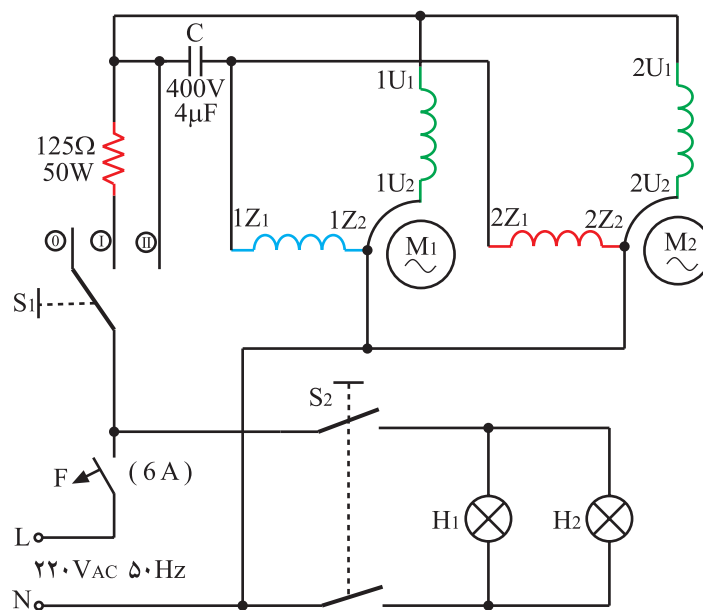 C
400V
4µF
1U1
2U1
125Ω
50W
1U2
2U2
0 I II
1Z1 1Z2
2Z1 2Z2
M1
M2
S1
S2
F (6A)
H1
H2
L
۲۲۰VAC ۵۰Hz
N